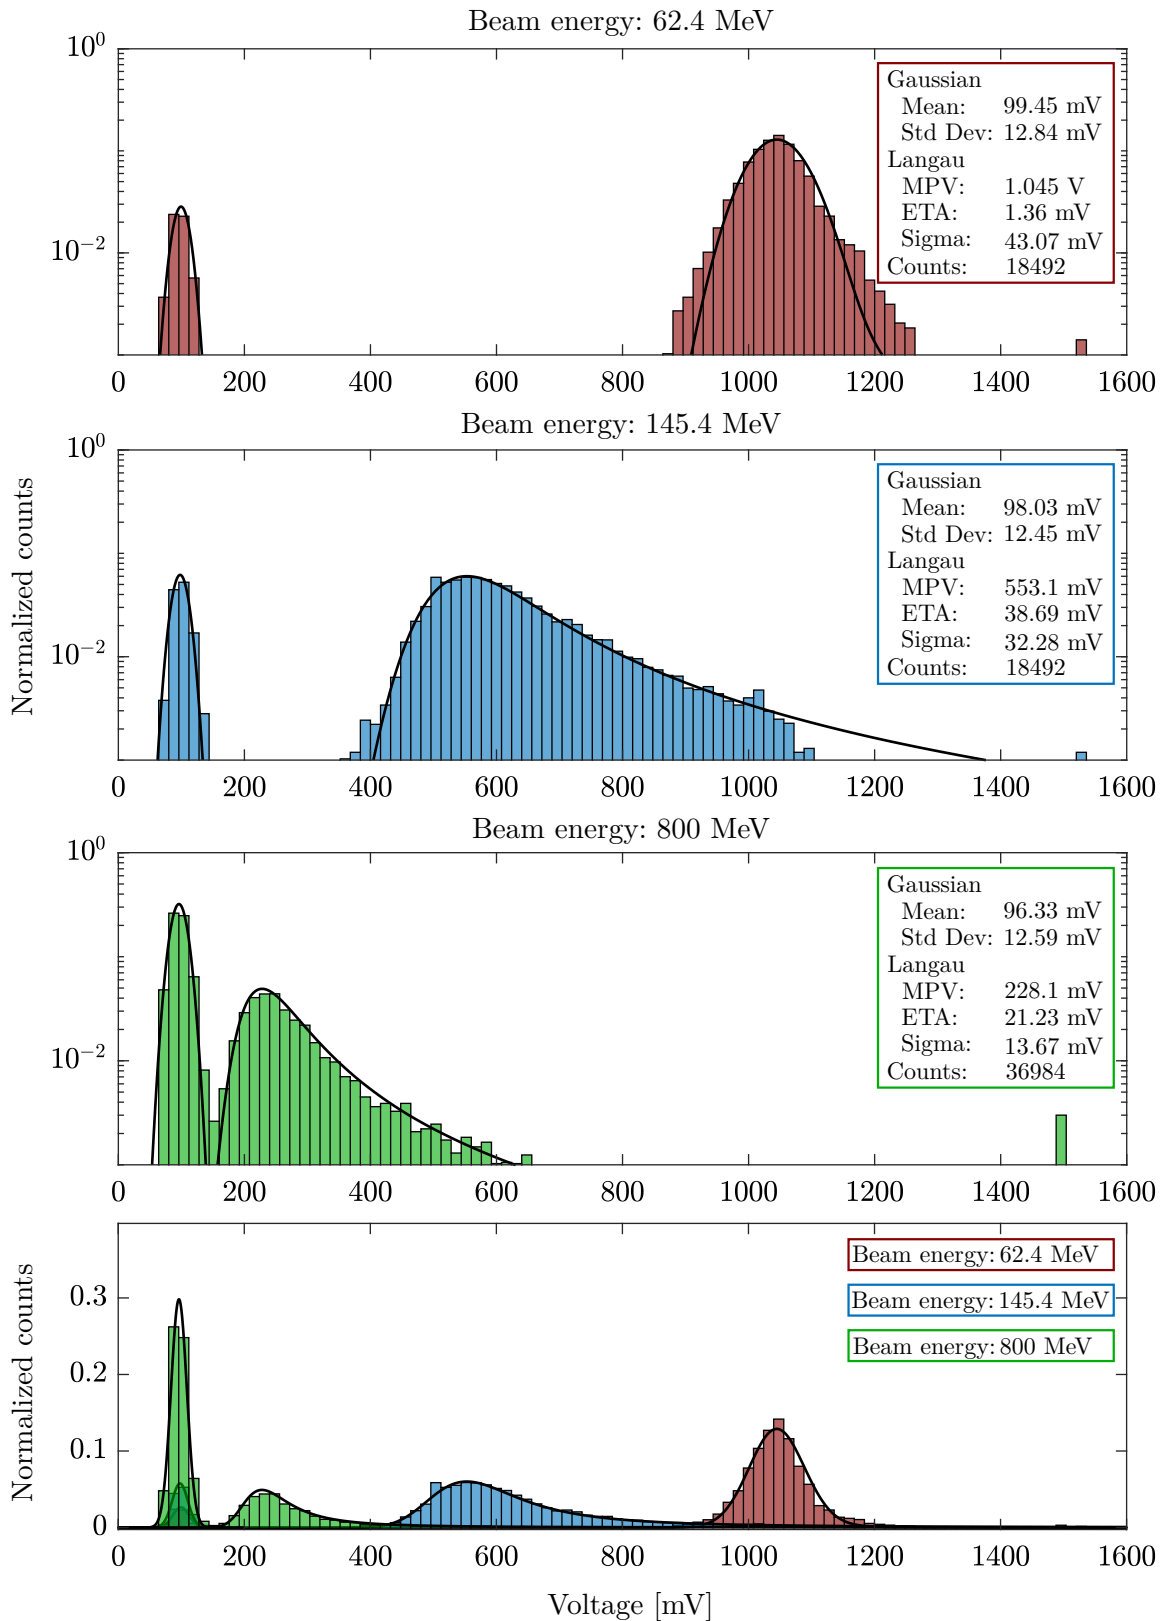 Beam energy: 62.4 MeV
10^0
10^-2
Gaussian
Mean: 99.45 mV
Std Dev: 12.84 mV
Langau
MPV: 1.045 V
ETA: 1.36 mV
Sigma: 43.07 mV
Counts: 18492
0 200 400 600 800 1000 1200 1400 1600
Beam energy: 145.4 MeV
10^0
10^-2
Normalized counts
Gaussian
Mean: 98.03 mV
Std Dev: 12.45 mV
Langau
MPV: 553.1 mV
ETA: 38.69 mV
Sigma: 32.28 mV
Counts: 18492
0 200 400 600 800 1000 1200 1400 1600
Beam energy: 800 MeV
10^0
10^-2
Gaussian
Mean: 96.33 mV
Std Dev: 12.59 mV
Langau
MPV: 228.1 mV
ETA: 21.23 mV
Sigma: 13.67 mV
Counts: 36984
0 200 400 600 800 1000 1200 1400 1600
Normalized counts
0.3
0.2
0.1
0
Beam energy: 62.4 MeV
Beam energy: 145.4 MeV
Beam energy: 800 MeV
0 200 400 600 800 1000 1200 1400 1600
Voltage [mV]